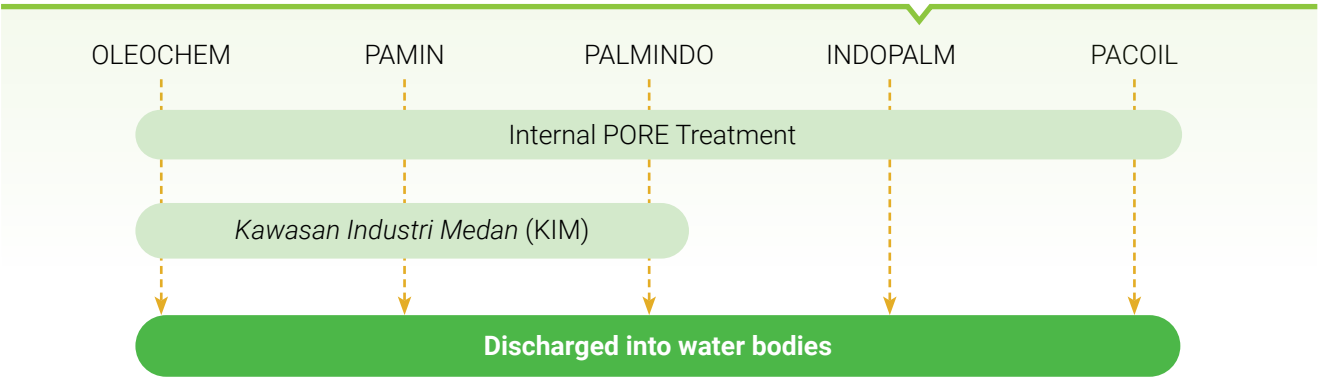 OLEOCHEM PAMIN PALMINDO INDOPALM PACOIL
Internal PORE Treatment
Kawasan Industri Medan (KIM)
Discharged into water bodies